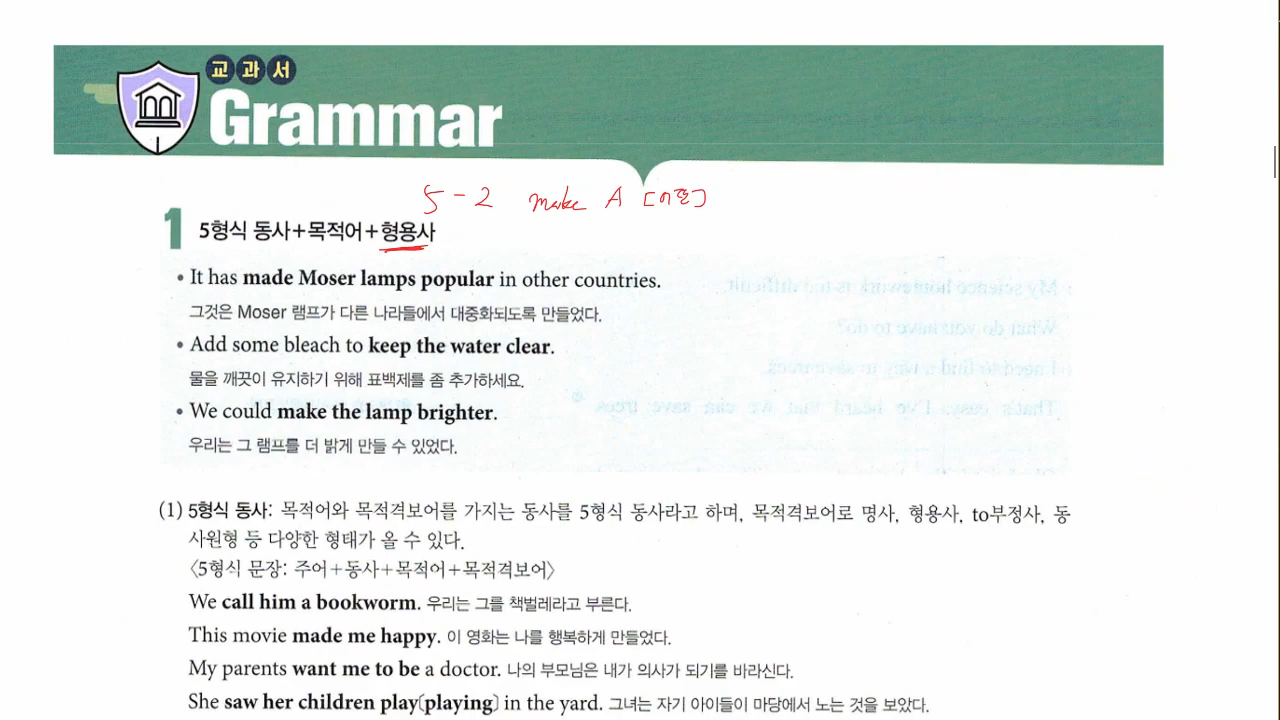 교과서
Grammar
5-2 make A [이유]
1 5형식 동사+목적어+형용사
• It has made Moser lamps popular in other countries.
그것은 Moser 램프가 다른 나라들에서 대중화되도록 만들었다.
• Add some bleach to keep the water clear.
물을 깨끗이 유지하기 위해 표백제를 좀 추가하세요.
• We could make the lamp brighter.
우리는 그 램프를 더 밝게 만들 수 있었다.
(1) 5형식 동사: 목적어와 목적격보어를 가지는 동사를 5형식 동사라고 하며, 목적격보어로 명사, 형용사, to부정사, 동
사원형 등 다양한 형태가 올 수 있다.
〈5형식 문장: 주어+동사+목적어+목적격보어〉
We call him a bookworm. 우리는 그를 책벌레라고 부른다.
This movie made me happy. 이 영화는 나를 행복하게 만들었다.
My parents want me to be a doctor. 나의 부모님은 내가 의사가 되기를 바라신다.
She saw her children play[playing] in the yard. 그녀는 자기 아이들이 마당에서 노는 것을 보았다.